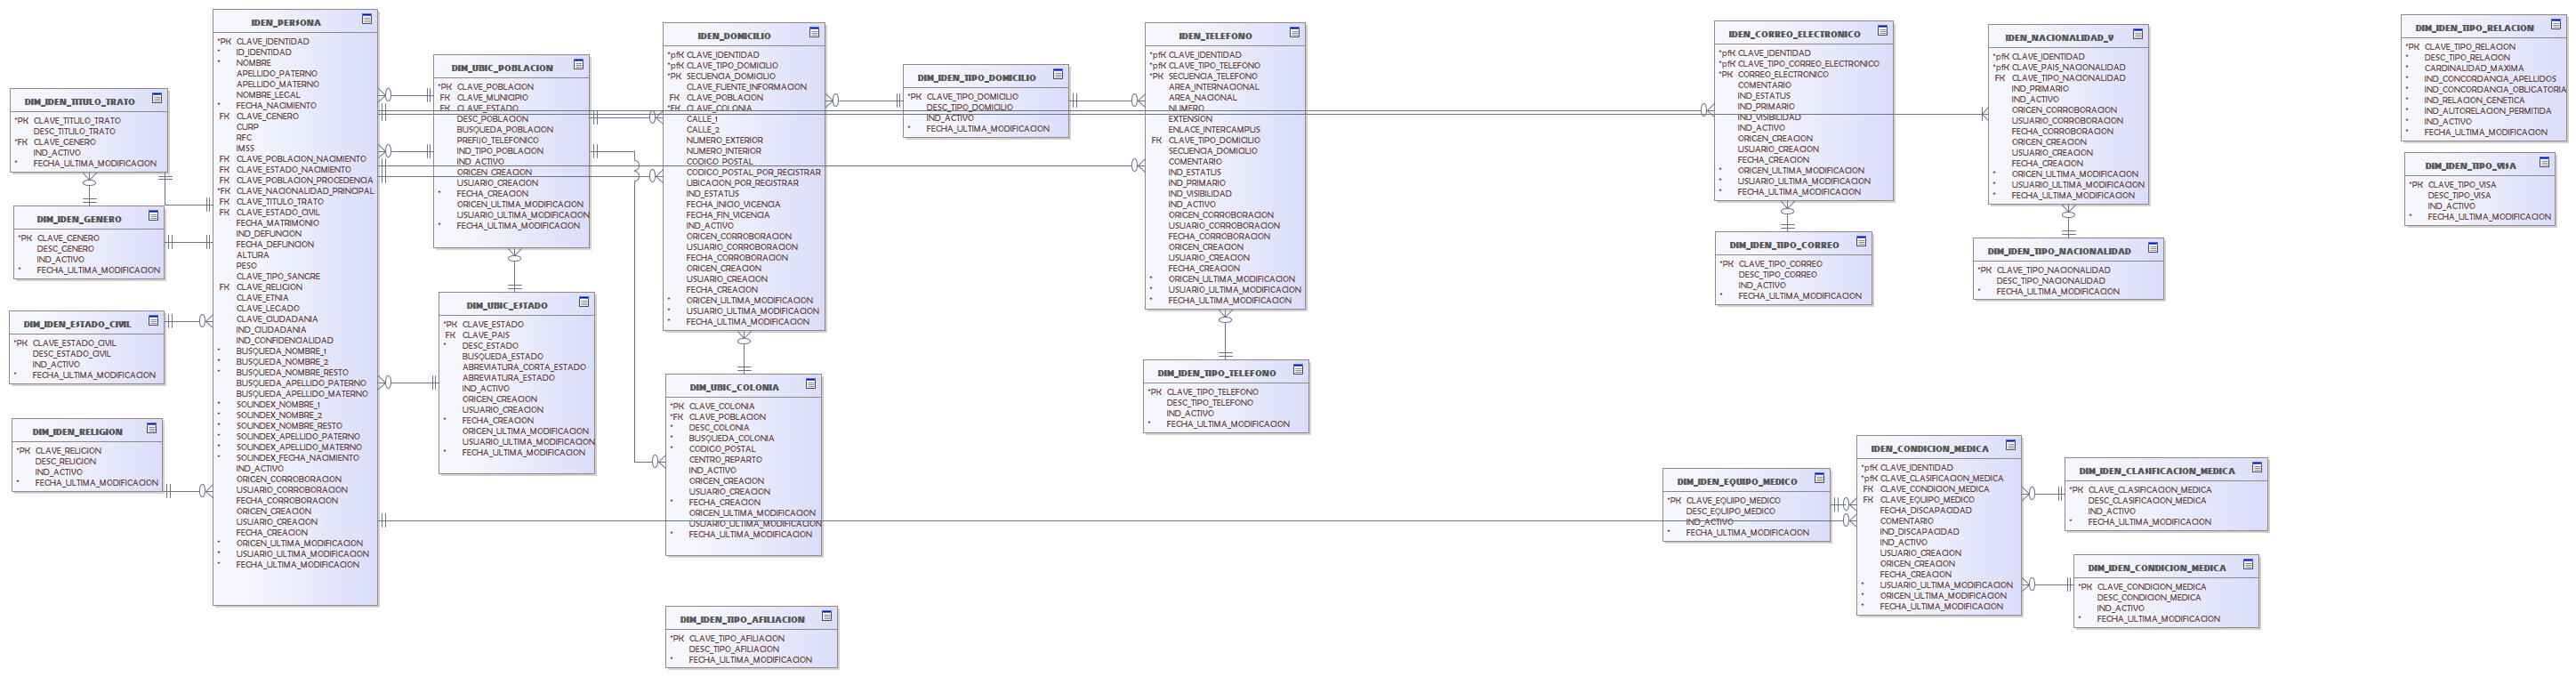 IDEN_PERSONA
*PK CLAVE_IDENTIDAD
* ID_IDENTIDAD
* NOMBRE
APELLIDO_PATERNO
APELLIDO_MATERNO
NOMBRE_LEGAL
* FECHA_NACIMIENTO
FK CLAVE_GENERO
CURP
RFC
IMSS
FK CLAVE_POBLACION_NACIMIENTO
FK CLAVE_ESTADO_NACIMIENTO
FK CLAVE_POBLACION_PROCEDENCIA
*FK CLAVE_NACIONALIDAD_PRINCIPAL
FK CLAVE_TITULO_TRATO
FK CLAVE_ESTADO_CIVIL
FECHA_MATRIMONIO
IND_DEFUNCION
FECHA_DEFUNCION
ALTURA
PESO
CLAVE_TIPO_SANGRE
FK CLAVE_RELIGION
CLAVE_ETNIA
CLAVE_LEGADO
CLAVE_CIUDADANIA
IND_CIUDADANIA
IND_CONFIDENCIALIDAD
* BUSQUEDA_NOMBRE_1
* BUSQUEDA_NOMBRE_2
* BUSQUEDA_NOMBRE_RESTO
BUSQUEDA_APELLIDO_PATERNO
BUSQUEDA_APELLIDO_MATERNO
* SOUNDEX_NOMBRE_1
* SOUNDEX_NOMBRE_2
* SOUNDEX_NOMBRE_RESTO
* SOUNDEX_APELLIDO_PATERNO
* SOUNDEX_APELLIDO_MATERNO
* SOUNDEX_FECHA_NACIMIENTO
IND_ACTIVO
ORIGEN_CORROBORACION
USUARIO_CORROBORACION
FECHA_CORROBORACION
ORIGEN_CREACION
USUARIO_CREACION
FECHA_CREACION
* ORIGEN_ULTIMA_MODIFICACION
* USUARIO_ULTIMA_MODIFICACION
* FECHA_ULTIMA_MODIFICACION
DIM_IDEN_TITULO_TRATO
*PK CLAVE_TITULO_TRATO
DESC_TITULO_TRATO
*FK CLAVE_GENERO
IND_ACTIVO
* FECHA_ULTIMA_MODIFICACION
DIM_IDEN_GENERO
*PK CLAVE_GENERO
DESC_GENERO
IND_ACTIVO
* FECHA_ULTIMA_MODIFICACION
DIM_IDEN_ESTADO_CIVIL
*PK CLAVE_ESTADO_CIVIL
DESC_ESTADO_CIVIL
IND_ACTIVO
* FECHA_ULTIMA_MODIFICACION
DIM_IDEN_RELIGION
*PK CLAVE_RELIGION
DESC_RELIGION
IND_ACTIVO
* FECHA_ULTIMA_MODIFICACION
DIM_UBIC_POBLACION
*PK CLAVE_POBLACION
FK CLAVE_MUNICIPIO
FK CLAVE_ESTADO
DESC_POBLACION
BUSQUEDA_POBLACION
PREFIJO_TELEFONICO
IND_TIPO_POBLACION
IND_ACTIVO
ORIGEN_CREACION
USUARIO_CREACION
* FECHA_CREACION
ORIGEN_ULTIMA_MODIFICACION
USUARIO_ULTIMA_MODIFICACION
* FECHA_ULTIMA_MODIFICACION
DIM_UBIC_ESTADO
*PK CLAVE_ESTADO
FK CLAVE_PAIS
* DESC_ESTADO
BUSQUEDA_ESTADO
ABREVIATURA_CORTA_ESTADO
ABREVIATURA_ESTADO
IND_ACTIVO
ORIGEN_CREACION
USUARIO_CREACION
* FECHA_CREACION
ORIGEN_ULTIMA_MODIFICACION
USUARIO_ULTIMA_MODIFICACION
* FECHA_ULTIMA_MODIFICACION
IDEN_DOMICILIO
*pfK CLAVE_IDENTIDAD
*pfK CLAVE_TIPO_DOMICILIO
*PK SECUENCIA_DOMICILIO
CLAVE_FUENTE_INFORMACION
FK CLAVE_POBLACION
*FK CLAVE_COLONIA
CALLE_1
CALLE_2
NUMERO_EXTERIOR
NUMERO_INTERIOR
CODIGO_POSTAL
CODIGO_POSTAL_POR_REGISTRAR
UBICACION_POR_REGISTRAR
IND_ESTATUS
FECHA_INICIO_VIGENCIA
FECHA_FIN_VIGENCIA
IND_ACTIVO
ORIGEN_CORROBORACION
USUARIO_CORROBORACION
FECHA_CORROBORACION
ORIGEN_CREACION
USUARIO_CREACION
FECHA_CREACION
* ORIGEN_ULTIMA_MODIFICACION
* USUARIO_ULTIMA_MODIFICACION
* FECHA_ULTIMA_MODIFICACION
DIM_UBIC_COLONIA
*PK CLAVE_COLONIA
*FK CLAVE_POBLACION
* DESC_COLONIA
* BUSQUEDA_COLONIA
* CODIGO_POSTAL
CENTRO_REPARTO
IND_ACTIVO
ORIGEN_CREACION
USUARIO_CREACION
* FECHA_CREACION
ORIGEN_ULTIMA_MODIFICACION
USUARIO_ULTIMA_MODIFICACION
* FECHA_ULTIMA_MODIFICACION
DIM_IDEN_TIPO_AFILIACION
*PK CLAVE_TIPO_AFILIACION
DESC_TIPO_AFILIACION
* FECHA_ULTIMA_MODIFICACION
DIM_IDEN_TIPO_DOMICILIO
*PK CLAVE_TIPO_DOMICILIO
DESC_TIPO_DOMICILIO
IND_ACTIVO
* FECHA_ULTIMA_MODIFICACION
IDEN_TELEFONO
*pfK CLAVE_IDENTIDAD
*pfK CLAVE_TIPO_TELEFONO
*PK SECUENCIA_TELEFONO
AREA_INTERNACIONAL
AREA_NACIONAL
NUMERO
EXTENSION
ENLACE_INTERCAMPUS
FK CLAVE_TIPO_DOMICILIO
SECUENCIA_DOMICILIO
COMENTARIO
IND_ESTATUS
IND_PRIMARIO
IND_VISIBILIDAD
IND_ACTIVO
ORIGEN_CORROBORACION
USUARIO_CORROBORACION
FECHA_CORROBORACION
ORIGEN_CREACION
USUARIO_CREACION
FECHA_CREACION
* ORIGEN_ULTIMA_MODIFICACION
* USUARIO_ULTIMA_MODIFICACION
* FECHA_ULTIMA_MODIFICACION
DIM_IDEN_TIPO_TELEFONO
*PK CLAVE_TIPO_TELEFONO
DESC_TIPO_TELEFONO
IND_ACTIVO
* FECHA_ULTIMA_MODIFICACION
IDEN_CORREO_ELECTRONICO
*pfK CLAVE_IDENTIDAD
*pfK CLAVE_TIPO_CORREO_ELECTRONICO
*PK CORREO_ELECTRONICO
COMENTARIO
IND_ESTATUS
IND_PRIMARIO
IND_VISIBILIDAD
IND_ACTIVO
ORIGEN_CREACION
USUARIO_CREACION
FECHA_CREACION
* ORIGEN_ULTIMA_MODIFICACION
* USUARIO_ULTIMA_MODIFICACION
* FECHA_ULTIMA_MODIFICACION
DIM_IDEN_TIPO_CORREO
*PK CLAVE_TIPO_CORREO
DESC_TIPO_CORREO
IND_ACTIVO
* FECHA_ULTIMA_MODIFICACION
IDEN_NACIONALIDAD_V
*pfK CLAVE_IDENTIDAD
*pfK CLAVE_PAIS_NACIONALIDAD
FK CLAVE_TIPO_NACIONALIDAD
IND_PRIMARIO
IND_ACTIVO
ORIGEN_CORROBORACION
USUARIO_CORROBORACION
FECHA_CORROBORACION
ORIGEN_CREACION
USUARIO_CREACION
FECHA_CREACION
* ORIGEN_ULTIMA_MODIFICACION
* USUARIO_ULTIMA_MODIFICACION
* FECHA_ULTIMA_MODIFICACION
DIM_IDEN_TIPO_NACIONALIDAD
*PK CLAVE_TIPO_NACIONALIDAD
DESC_TIPO_NACIONALIDAD
* FECHA_ULTIMA_MODIFICACION
DIM_IDEN_TIPO_RELACION
*PK CLAVE_TIPO_RELACION
* DESC_TIPO_RELACION
* CARDINALIDAD_MAXIMA
* IND_CONCORDANCIA_APELLIDOS
* IND_CONCORDANCIA_OBLIGATORIA
* IND_RELACION_GENETICA
* IND_AUTORELACION_PERMITIDA
* IND_ACTIVO
* FECHA_ULTIMA_MODIFICACION
DIM_IDEN_TIPO_VISA
*PK CLAVE_TIPO_VISA
DESC_TIPO_VISA
IND_ACTIVO
* FECHA_ULTIMA_MODIFICACION
DIM_IDEN_EQUIPO_MEDICO
*PK CLAVE_EQUIPO_MEDICO
DESC_EQUIPO_MEDICO
IND_ACTIVO
* FECHA_ULTIMA_MODIFICACION
IDEN_CONDICION_MEDICA
*pfK CLAVE_IDENTIDAD
*pfK CLAVE_CLASIFICACION_MEDICA
FK CLAVE_CONDICION_MEDICA
FK CLAVE_EQUIPO_MEDICO
FECHA_DISCAPACIDAD
COMENTARIO
IND_DISCAPACIDAD
IND_ACTIVO
USUARIO_CREACION
ORIGEN_CREACION
FECHA_CREACION
* USUARIO_ULTIMA_MODIFICACION
* ORIGEN_ULTIMA_MODIFICACION
* FECHA_ULTIMA_MODIFICACION
DIM_IDEN_CLASIFICACION_MEDICA
*PK CLAVE_CLASIFICACION_MEDICA
DESC_CLASIFICACION_MEDICA
IND_ACTIVO
* FECHA_ULTIMA_MODIFICACION
DIM_IDEN_CONDICION_MEDICA
*PK CLAVE_CONDICION_MEDICA
DESC_CONDICION_MEDICA
IND_ACTIVO
* FECHA_ULTIMA_MODIFICACION